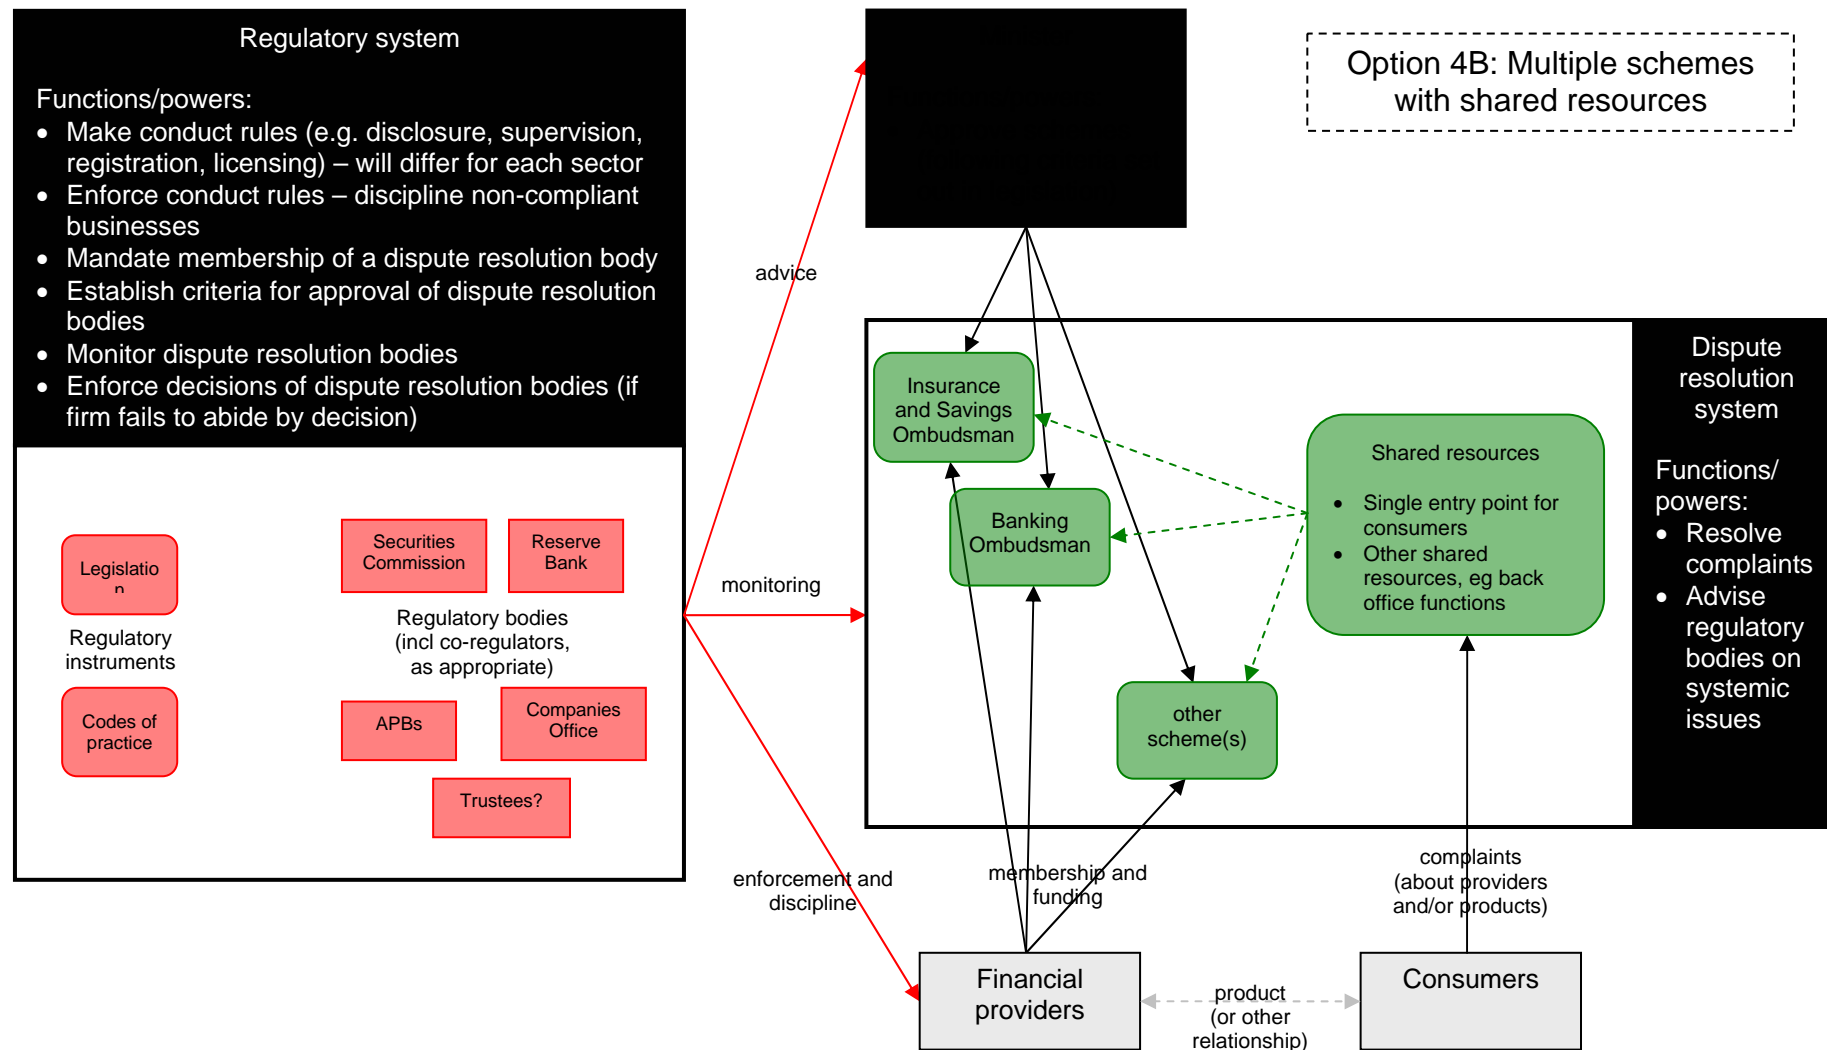 Regulatory system
Functions/powers:
• Make conduct rules (e.g. disclosure, supervision,
registration, licensing) – will differ for each sector
• Enforce conduct rules – discipline non-compliant
businesses
• Mandate membership of a dispute resolution body
• Establish criteria for approval of dispute resolution
bodies
• Monitor dispute resolution bodies
• Enforce decisions of dispute resolution bodies (if
firm fails to abide by decision)
Legislatio
n
Regulatory
instruments
Codes of
practice
Securities
Commission
Reserve
Bank
Regulatory bodies
(incl co-regulators,
as appropriate)
APBs
Companies
Office
Trustees?
advice
monitoring
enforcement and
discipline
Option 4B: Multiple schemes
with shared resources
Insurance
and Savings
Ombudsman
Banking
Ombudsman
other
scheme(s)
Shared resources
• Single entry point for
consumers
• Other shared
resources, eg back
office functions
Dispute
resolution
system
Functions/
powers:
• Resolve
complaints
• Advise
regulatory
bodies on
systemic
issues
membership and
funding
complaints
(about providers
and/or products)
Financial
providers
product
(or other
relationship)
Consumers